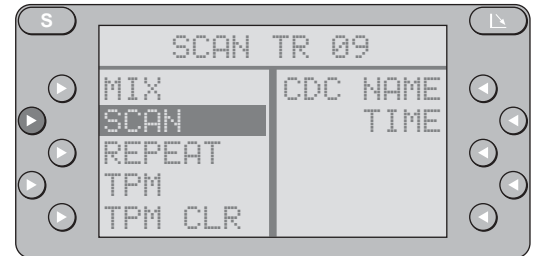 S
SCAN TR 09
MIX
SCAN
REPEAT
TPM
TPM CLR
CDC NAME
TIME